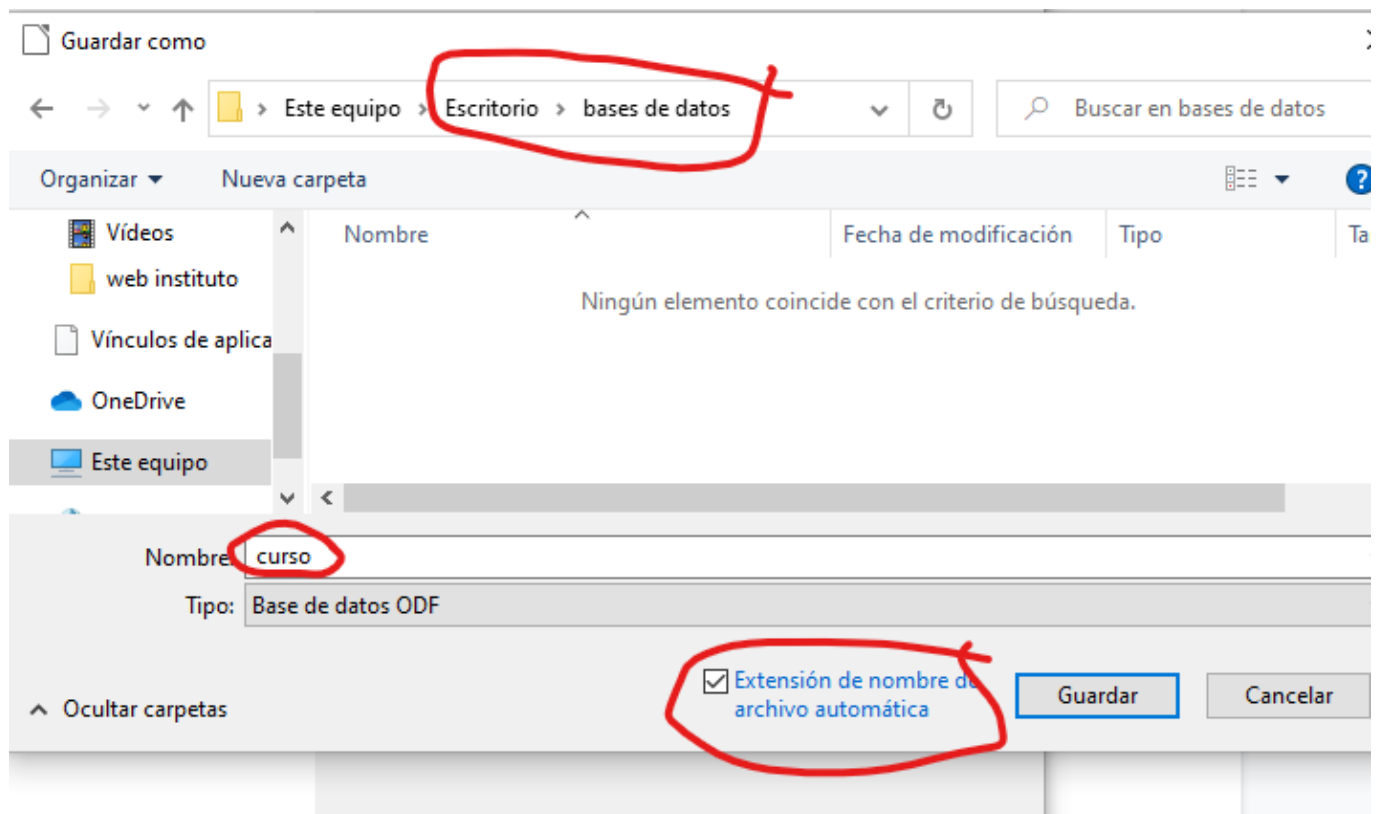 Guardar como
Este equipo > Escritorio > bases de datos
Buscar en bases de datos
Organizar
Nueva carpeta
?
Vídeos
web instituto
Vínculos de aplica
OneDrive
Este equipo
Nombre
Fecha de modificación
Tipo
Ta
Ningún elemento coincide con el criterio de búsqueda.
Nombre: curso
Tipo: Base de datos ODF
Extensión de nombre de
archivo automática
Guardar
Cancelar
Ocultar carpetas